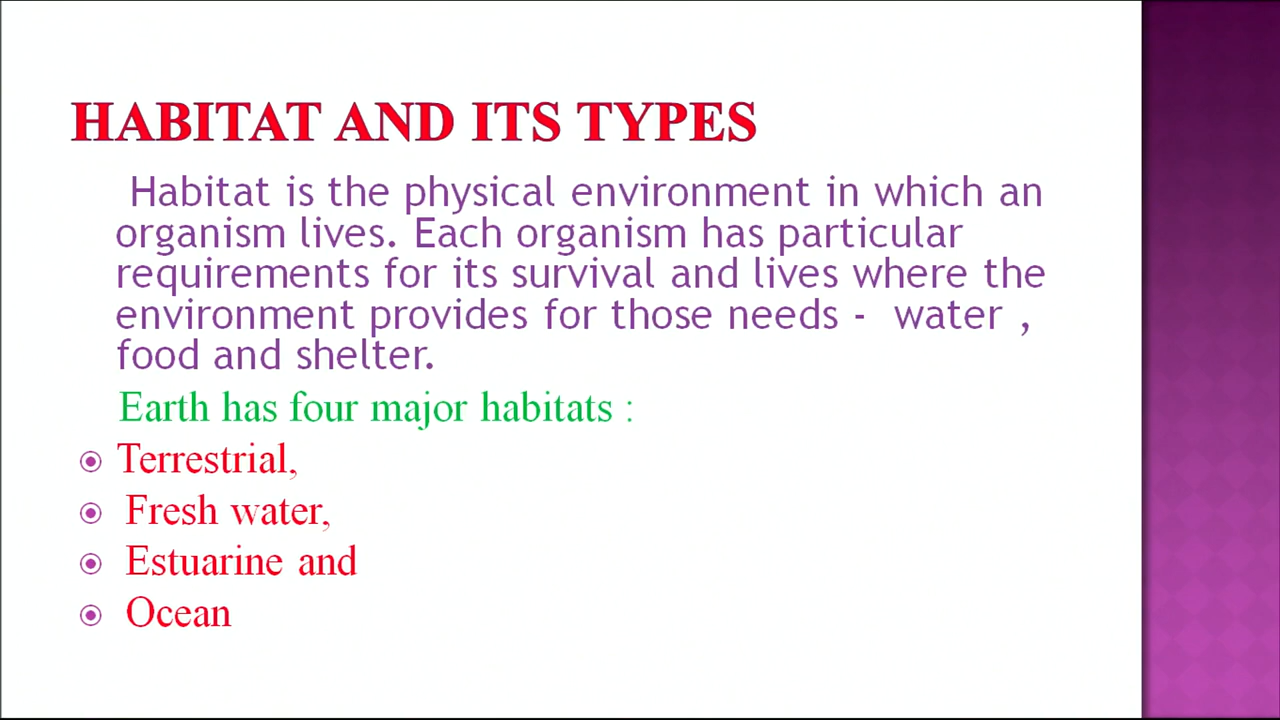 HABITAT AND ITS TYPES
Habitat is the physical environment in which an
organism lives. Each organism has particular
requirements for its survival and lives where the
environment provides for those needs - water ,
food and shelter.
Earth has four major habitats :
Terrestrial,
Fresh water,
Estuarine and
Ocean